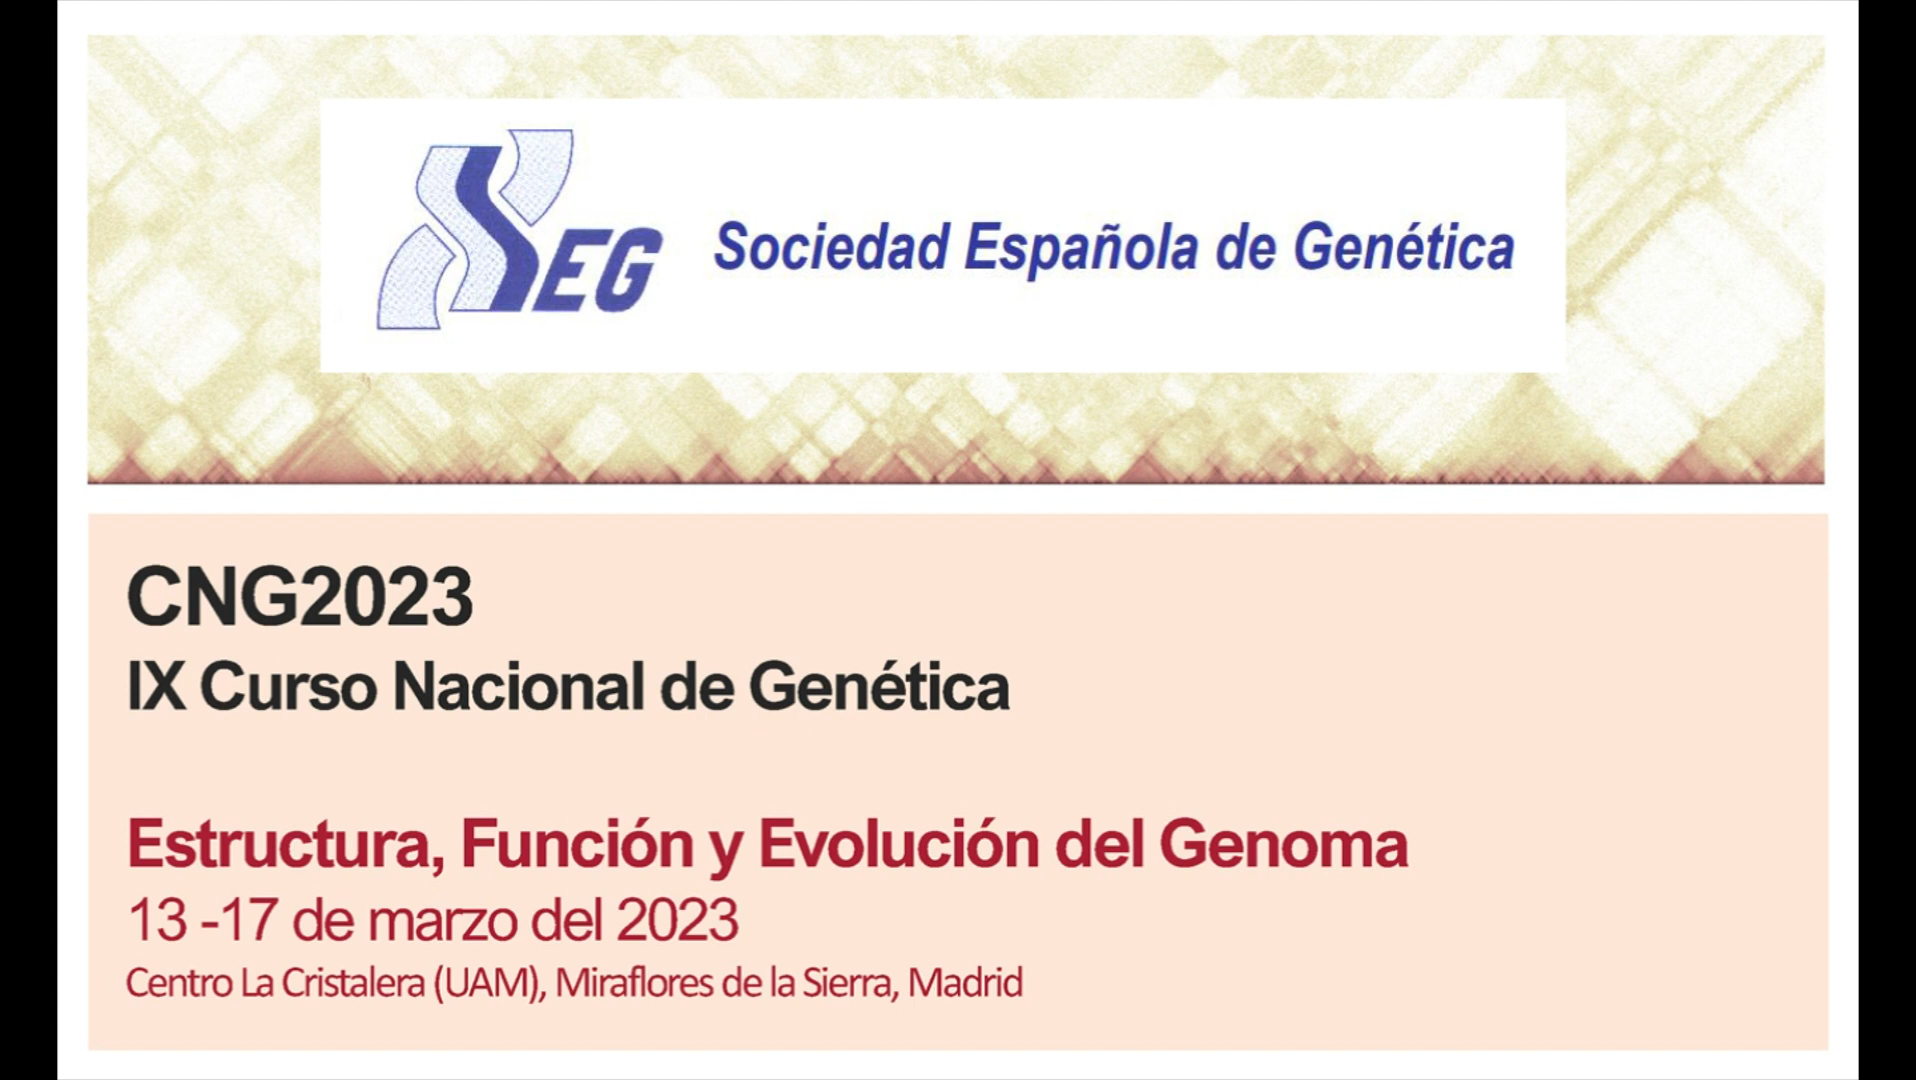 SEG
Sociedad Española de Genética
CNG2023
IX Curso Nacional de Genética
Estructura, Función y Evolución del Genoma
13 -17 de marzo del 2023
Centro La Cristalera (UAM), Miraflores de la Sierra, Madrid